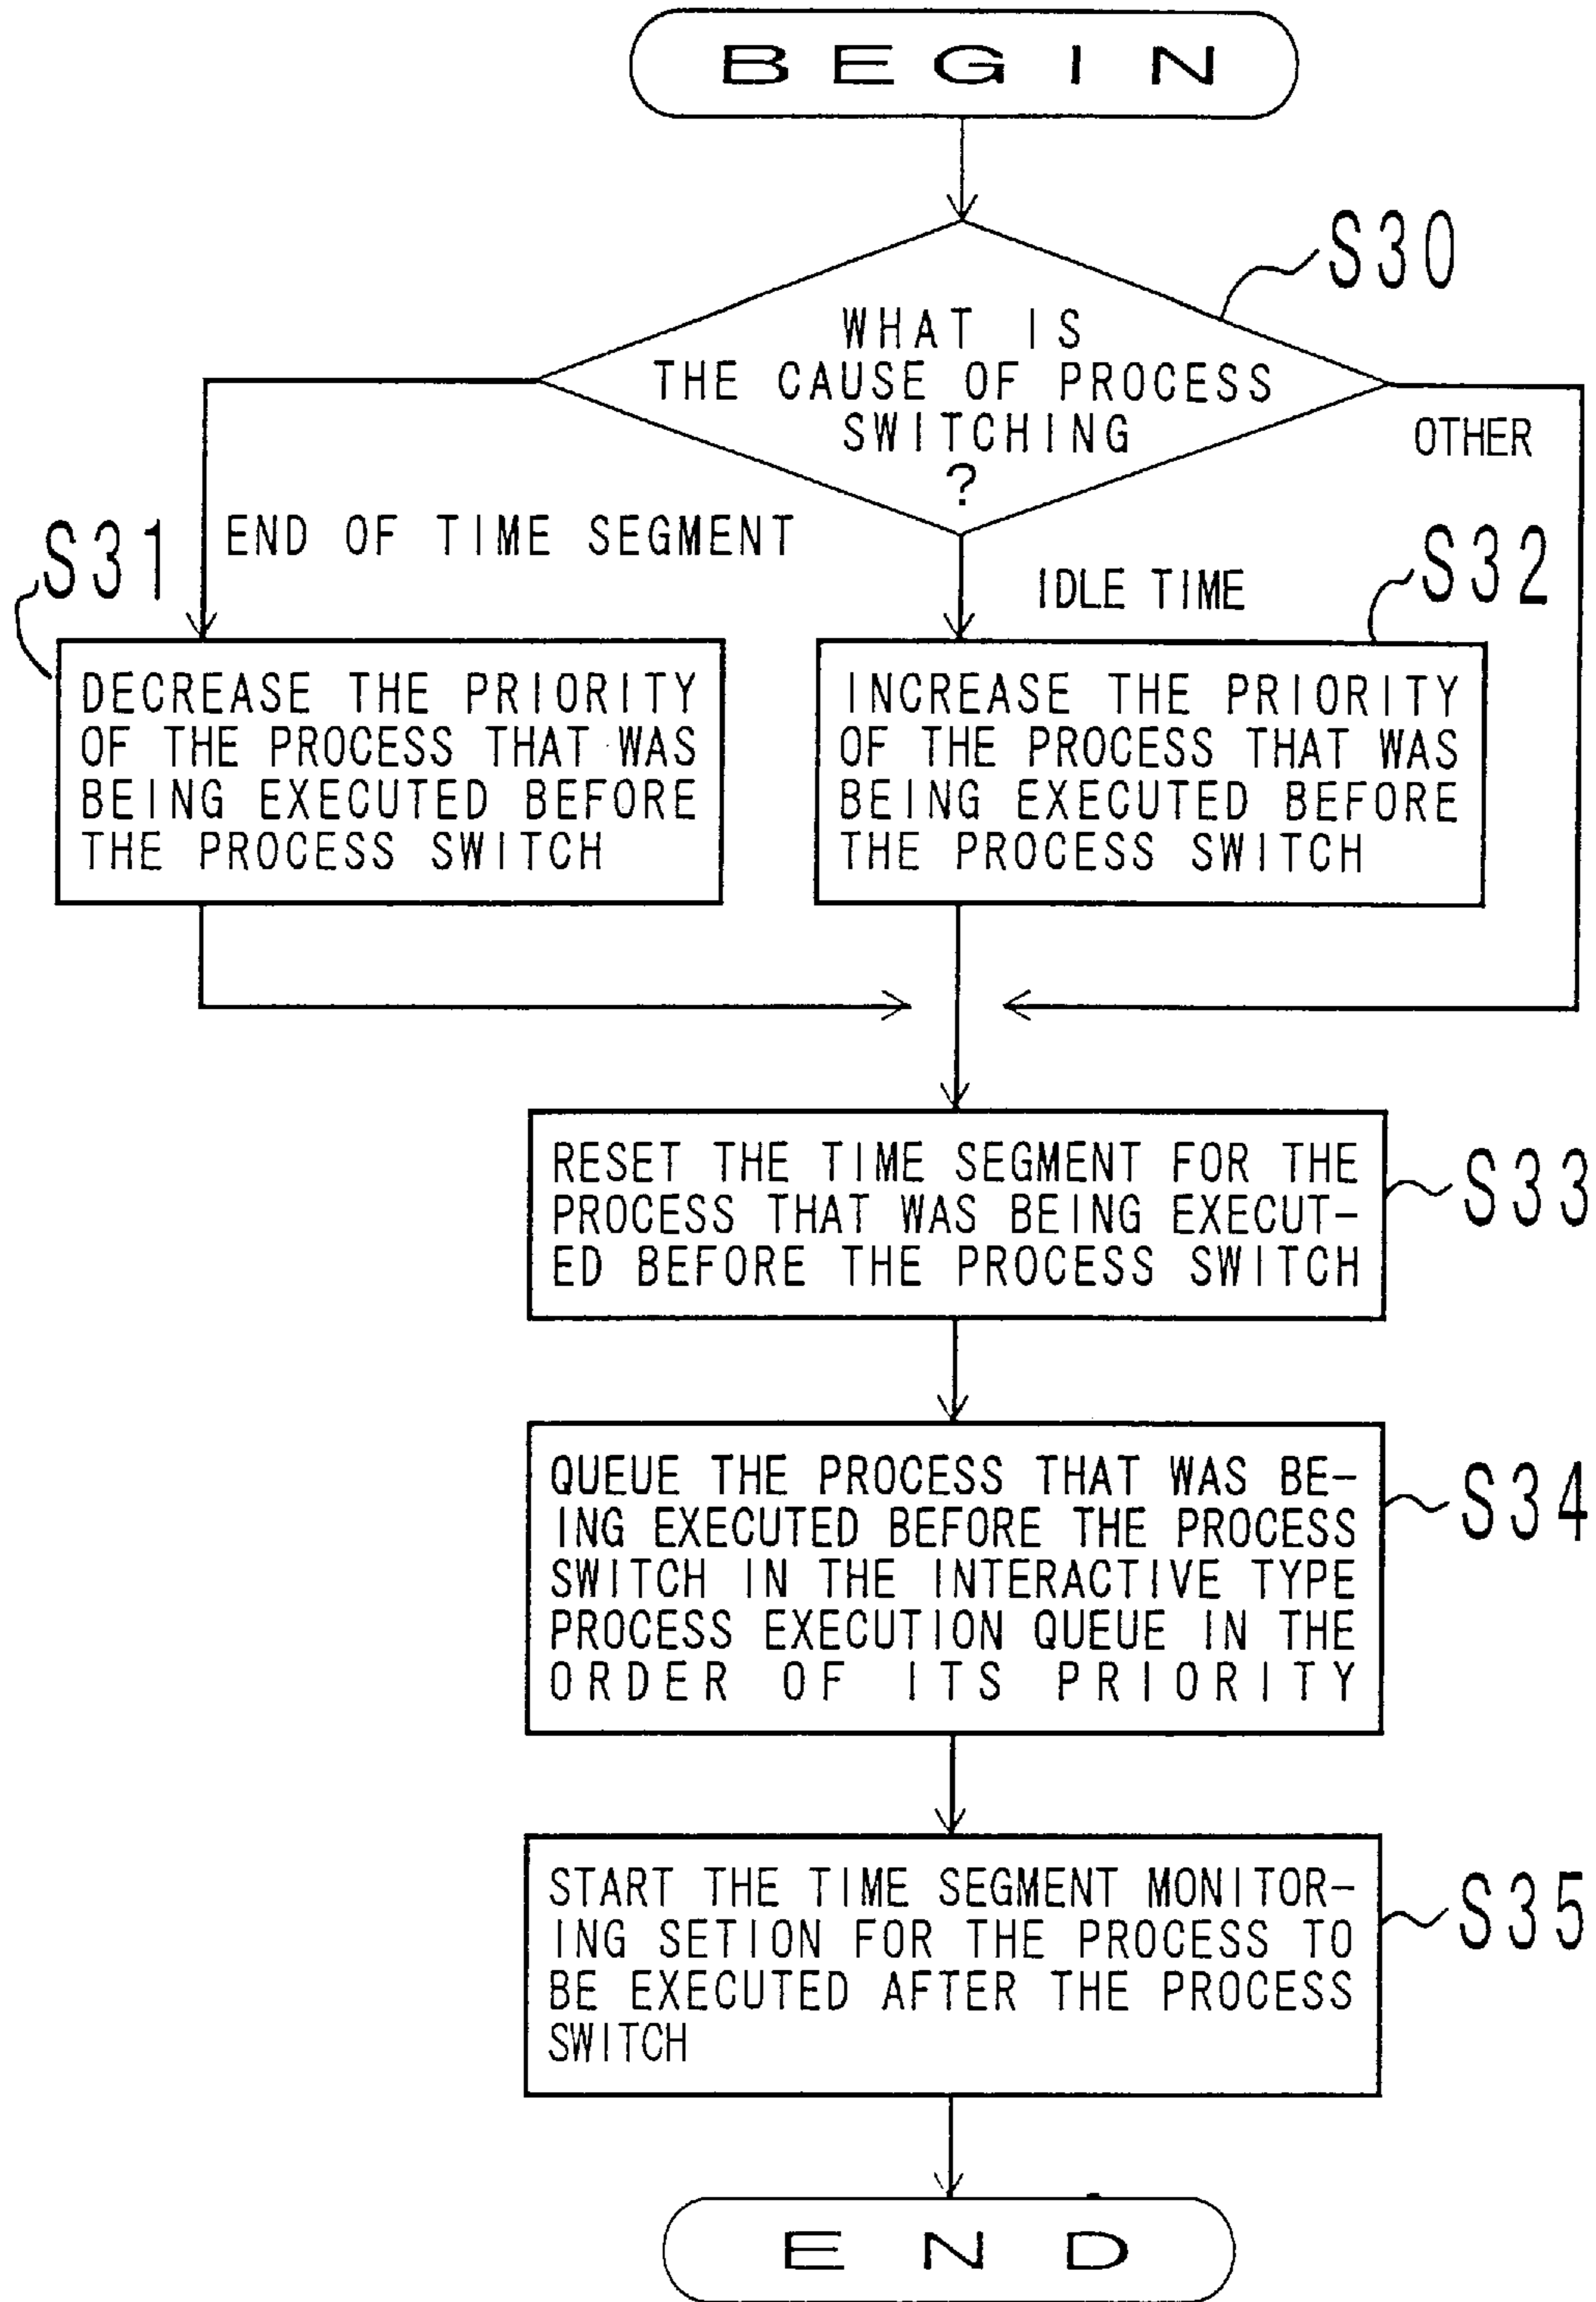 BEGIN
S30
WHAT IS
THE CAUSE OF PROCESS
SWITCHING
?
OTHER
END OF TIME SEGMENT
IDLE TIME
S31
DECREASE THE PRIORITY
OF THE PROCESS THAT WAS
BEING EXECUTED BEFORE
THE PROCESS SWITCH
S32
INCREASE THE PRIORITY
OF THE PROCESS THAT WAS
BEING EXECUTED BEFORE
THE PROCESS SWITCH
RESET THE TIME SEGMENT FOR THE
PROCESS THAT WAS BEING EXECUT-
ED BEFORE THE PROCESS SWITCH
S33
QUEUE THE PROCESS THAT WAS BE-
ING EXECUTED BEFORE THE PROCESS
SWITCH IN THE INTERACTIVE TYPE
PROCESS EXECUTION QUEUE IN THE
ORDER OF ITS PRIORITY
S34
START THE TIME SEGMENT MONITOR-
ING SETION FOR THE PROCESS TO
BE EXECUTED AFTER THE PROCESS
SWITCH
S35
END